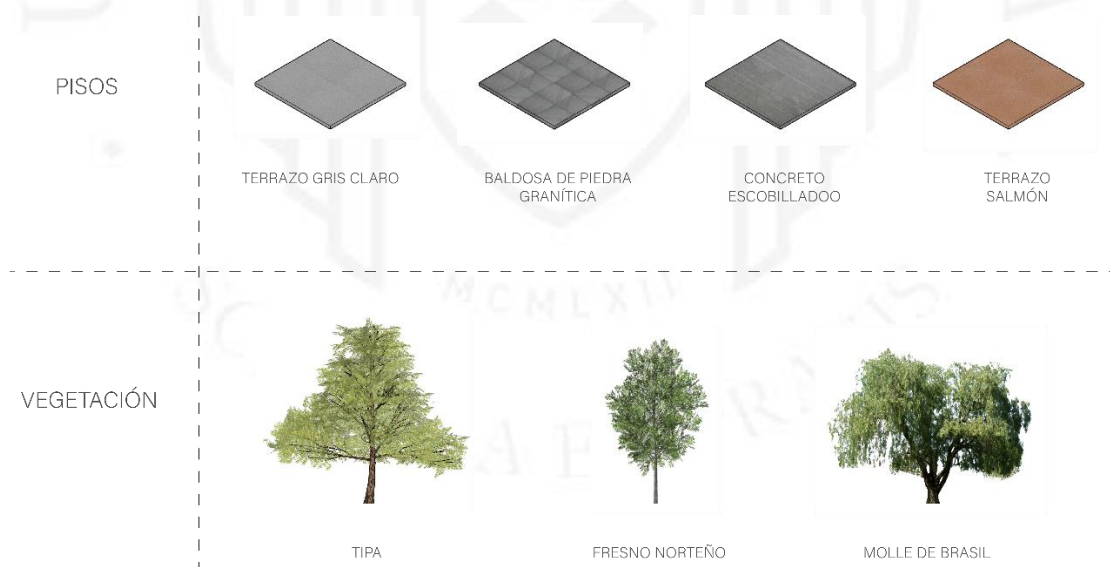 PISOS
TERRAZO GRIS CLARO
BALDOSA DE PIEDRA
GRANÍTICA
CONCRETO
ESCOBILLADOO
TERRAZO
SALMÓN
MCMLXII
VEGETACIÓN
TIPA
FRESNO NORTEÑO
MOLLE DE BRASIL